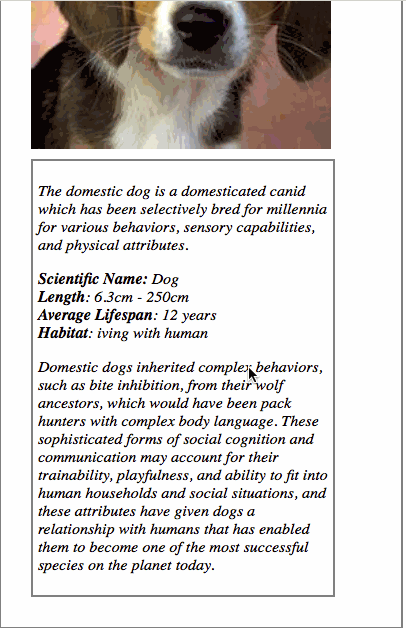 The domestic dog is a domesticated canid
which has been selectively bred for millennia
for various behaviors, sensory capabilities,
and physical attributes.
Scientific Name: Dog
Length: 6.3cm - 250cm
Average Lifespan: 12 years
Habitat: iving with human
Domestic dogs inherited complex behaviors,
such as bite inhibition, from their wolf
ancestors, which would have been pack
hunters with complex body language. These
sophisticated forms of social cognition and
communication may account for their
trainability, playfulness, and ability to fit into
human households and social situations, and
these attributes have given dogs a
relationship with humans that has enabled
them to become one of the most successful
species on the planet today.